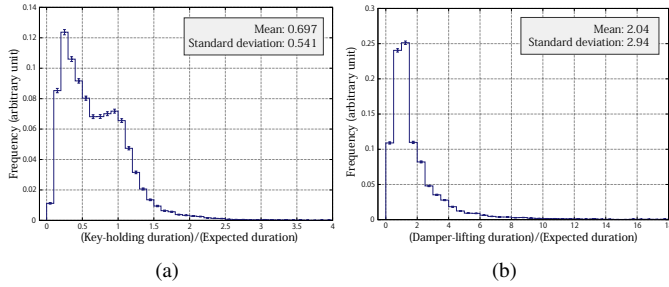 0.14
0.12
0.1
0.08
0.06
0.04
0.02
0
Frequency (arbitrary unit)
Mean: 0.697
Standard deviation: 0.541
0 0.5 1 1.5 2 2.5 3 3.5 4
(Key-holding duration)/(Expected duration)
(a)
0.3
0.25
0.2
0.15
0.1
0.05
0
Frequency (arbitrary unit)
Mean: 2.04
Standard deviation: 2.94
0 2 4 6 8 10 12 14 16 18
(Damper-lifting duration)/(Expected duration)
(b)